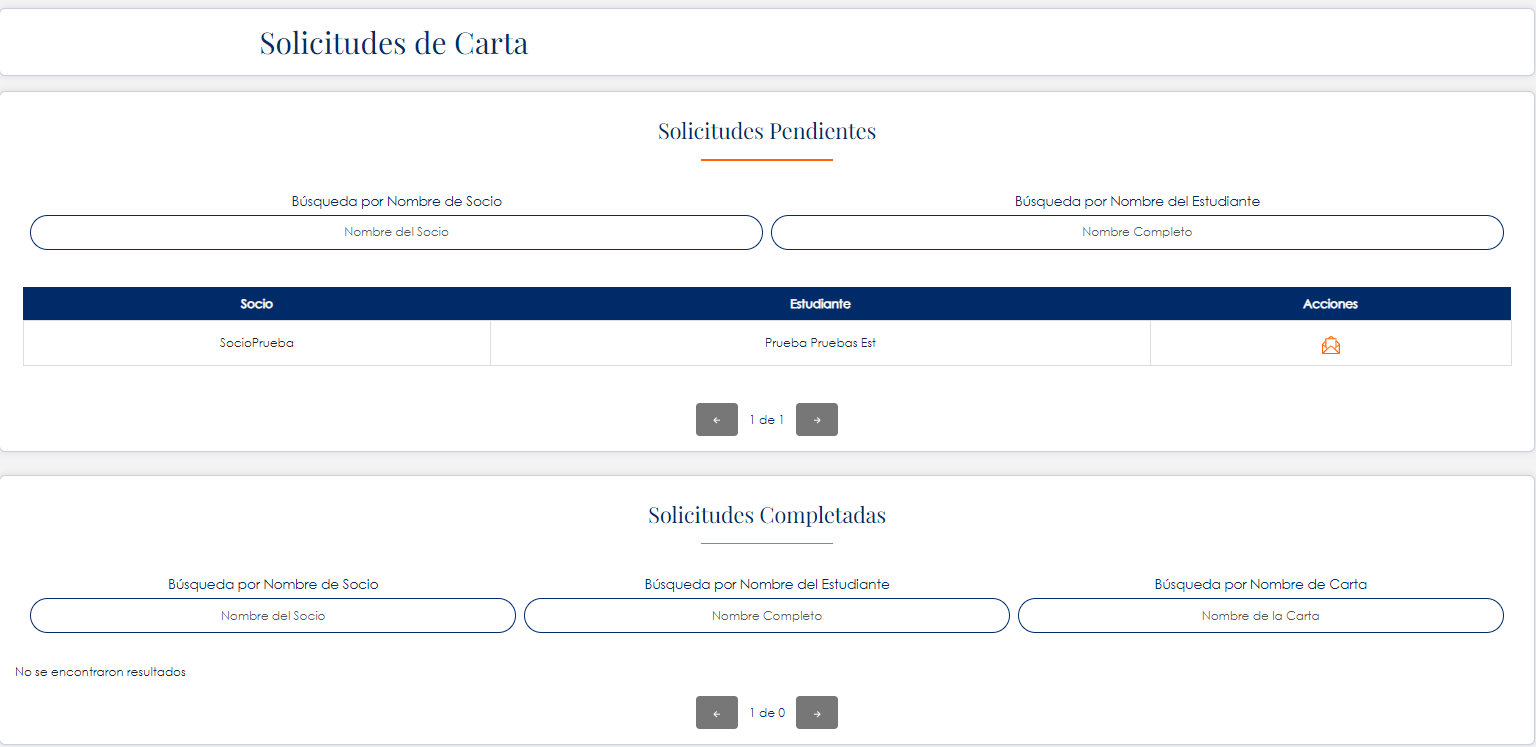 Solicitudes de Carta
Solicitudes Pendientes
Búsqueda por Nombre de Socio
Nombre del Socio
Búsqueda por Nombre del Estudiante
Nombre Completo
Socio Estudiante Acciones
SocioPrueba Prueba Pruebas Est
← 1 de 1 →
Solicitudes Completadas
Búsqueda por Nombre de Socio
Nombre del Socio
Búsqueda por Nombre del Estudiante
Nombre Completo
Búsqueda por Nombre de Carta
Nombre de la Carta
No se encontraron resultados
← 1 de 0 →